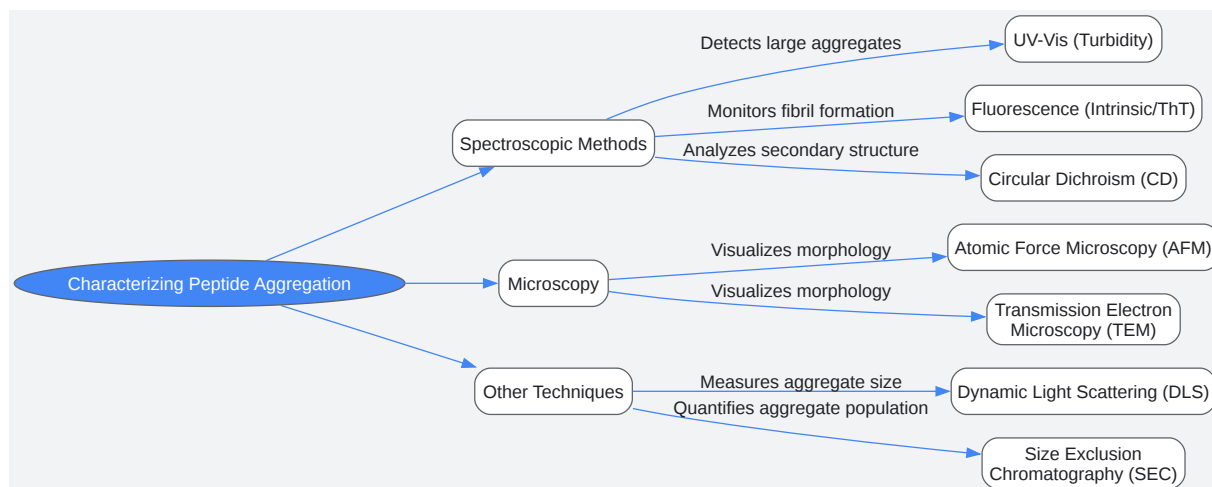 Characterizing Peptide Aggregation
Spectroscopic Methods
Detects large aggregates
UV-Vis (Turbidity)
Monitors fibril formation
Fluorescence (Intrinsic/ThT)
Analyzes secondary structure
Circular Dichroism (CD)
Microscopy
Visualizes morphology
Atomic Force Microscopy (AFM)
Visualizes morphology
Transmission Electron
Microscopy (TEM)
Other Techniques
Measures aggregate size
Dynamic Light Scattering (DLS)
Quantifies aggregate population
Size Exclusion
Chromatography (SEC)